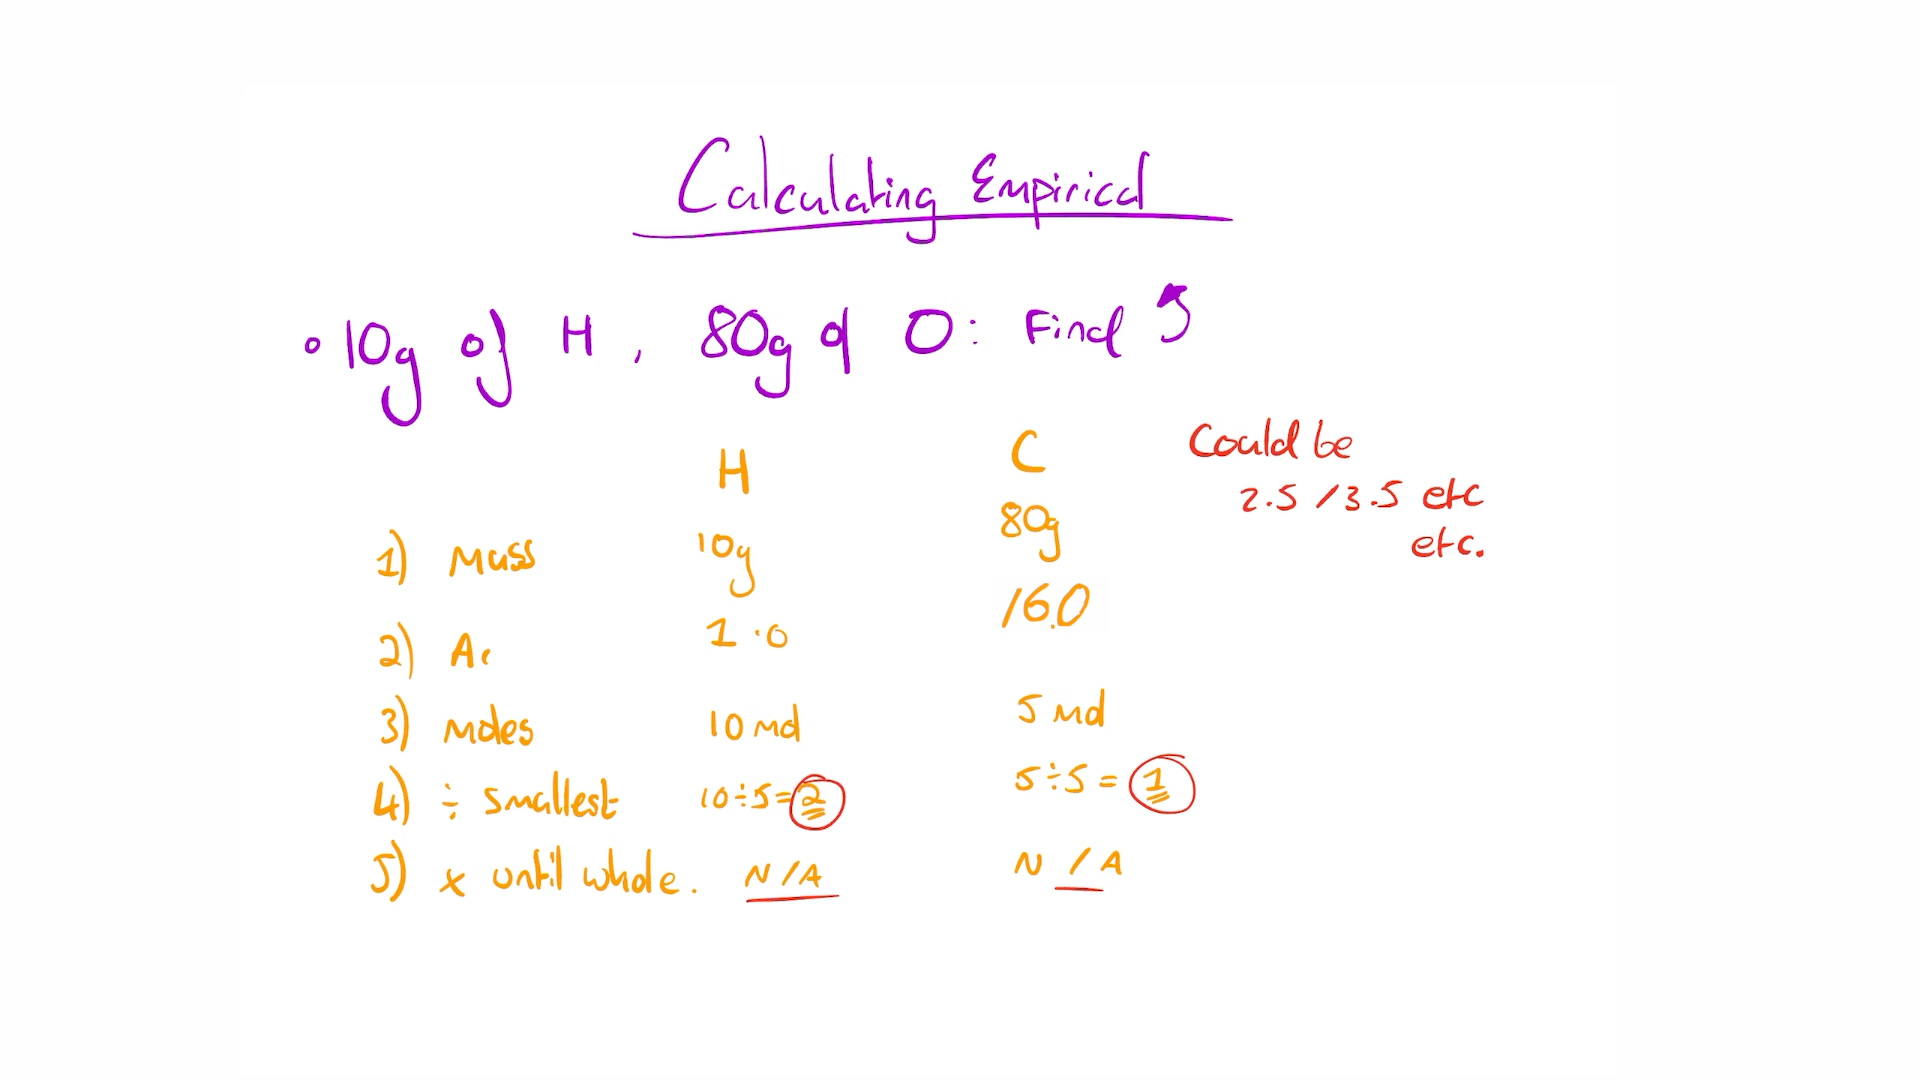 Calculating Empirical
• 10g of H, 80g of O: Find
H C
Could be
2.5 / 3.5 etc
etc.
1) Mass 10g 80g
2) Ar 1.0 16.0
3) Moles 10 mol 5 mol
4) ÷ smallest 10÷5=2 5÷5=1
5) x until whole. N/A N/A